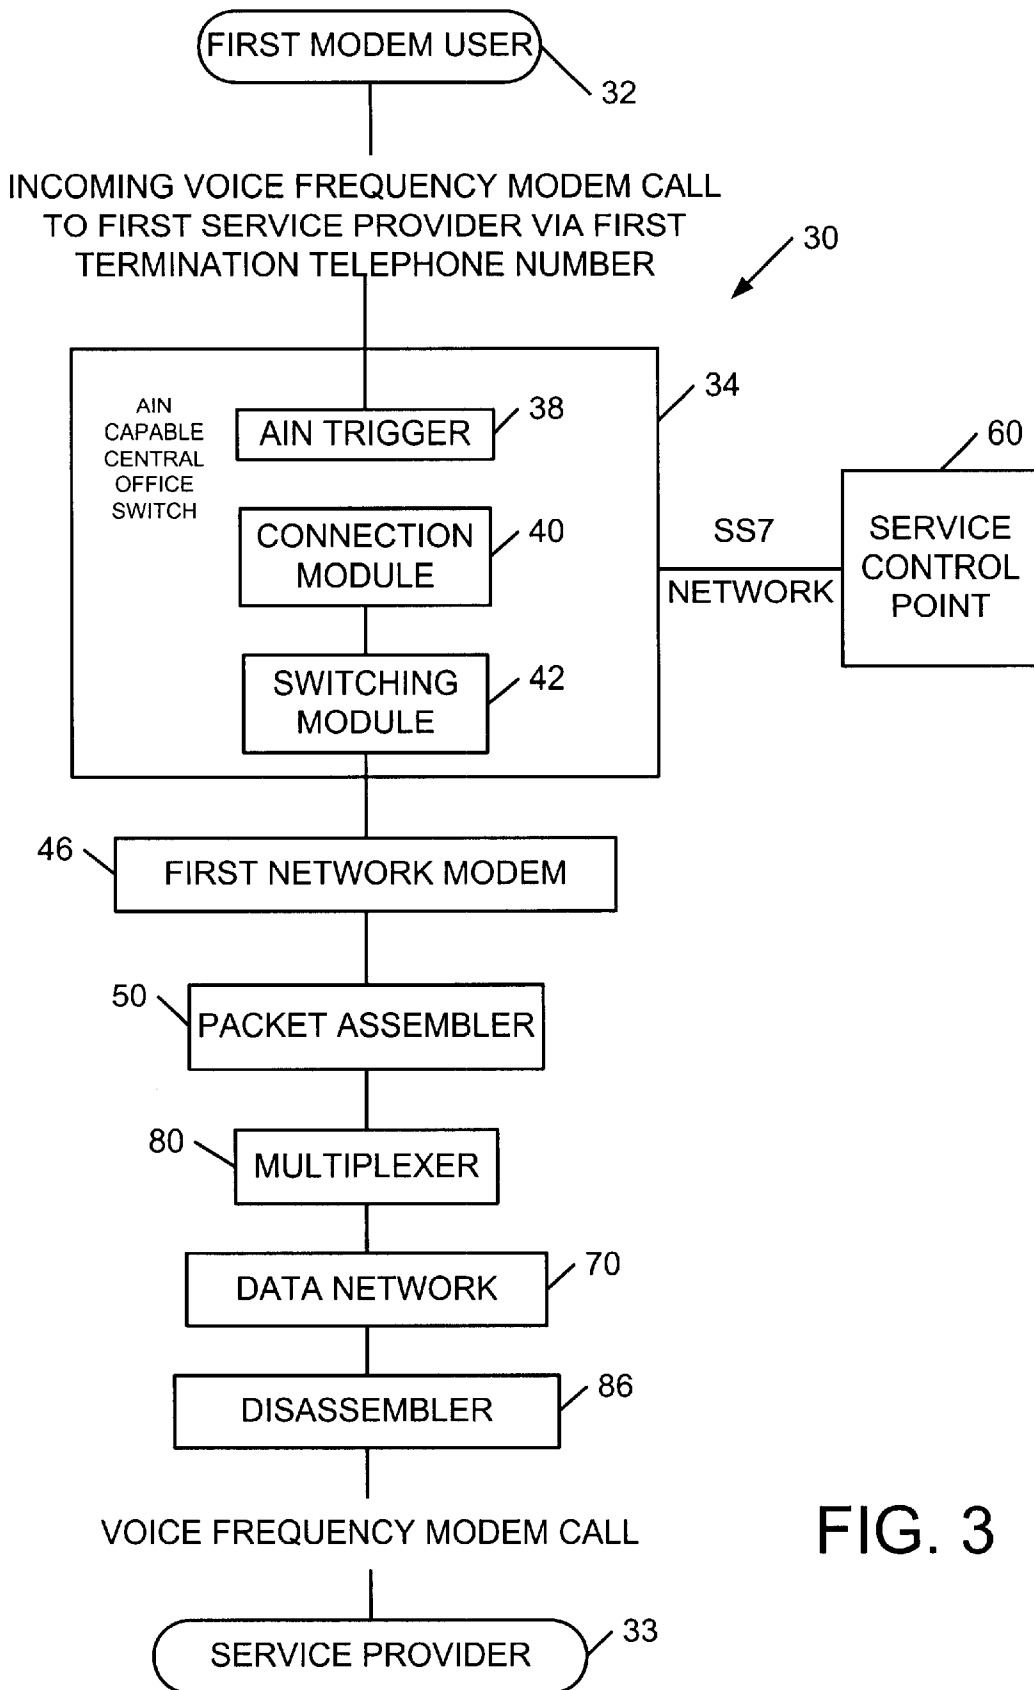 FIRST MODEM USER
32
INCOMING VOICE FREQUENCY MODEM CALL
TO FIRST SERVICE PROVIDER VIA FIRST
TERMINATION TELEPHONE NUMBER
30
34
AIN
CAPABLE
CENTRAL
OFFICE
SWITCH
AIN TRIGGER
38
CONNECTION
MODULE
40
SWITCHING
MODULE
42
SS7
NETWORK
60
SERVICE
CONTROL
POINT
46
FIRST NETWORK MODEM
50
PACKET ASSEMBLER
80
MULTIPLEXER
DATA NETWORK
70
DISASSEMBLER
86
VOICE FREQUENCY MODEM CALL
FIG. 3
SERVICE PROVIDER
33